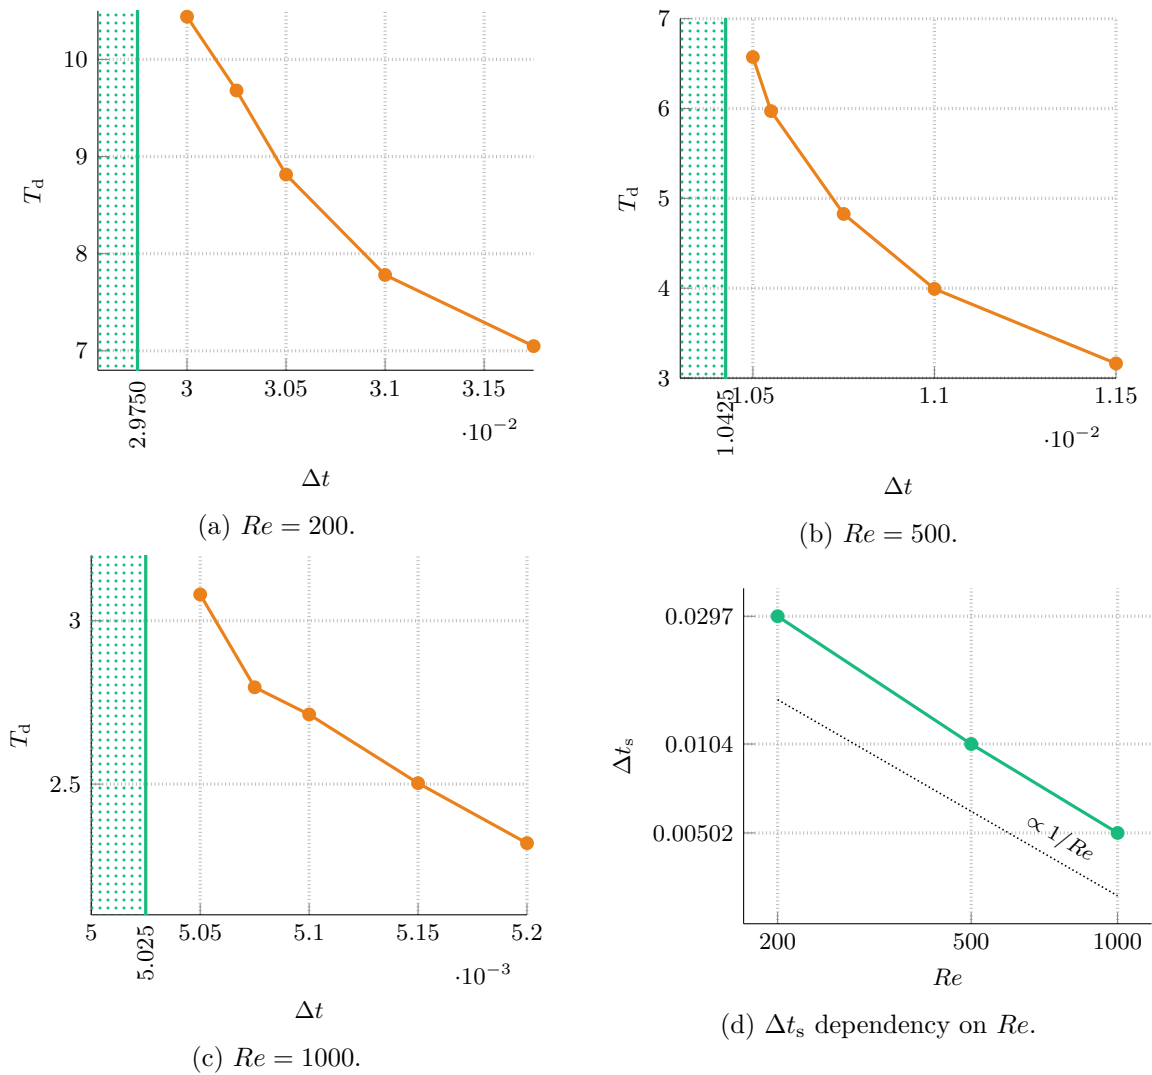 10
9
8
7
T_d
2.9750
3
3.05
3.1
3.15
·10⁻²
Δt
(a) Re = 200.
7
6
5
4
3
T_d
1.0425
1.05
1.1
1.15
·10⁻²
Δt
(b) Re = 500.
3
2.5
T_d
5
5.025
5.05
5.1
5.15
5.2
·10⁻³
Δt
(c) Re = 1000.
0.0297
0.0104
0.00502
Δt_s
∝ 1/Re
200
500
1000
Re
(d) Δt_s dependency on Re.